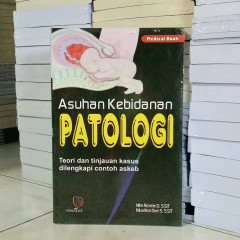 Medical Book
Asuhan Kebidanan
PATOLOGI
Teori dan tinjauan kasus
dilengkapi contoh askeb